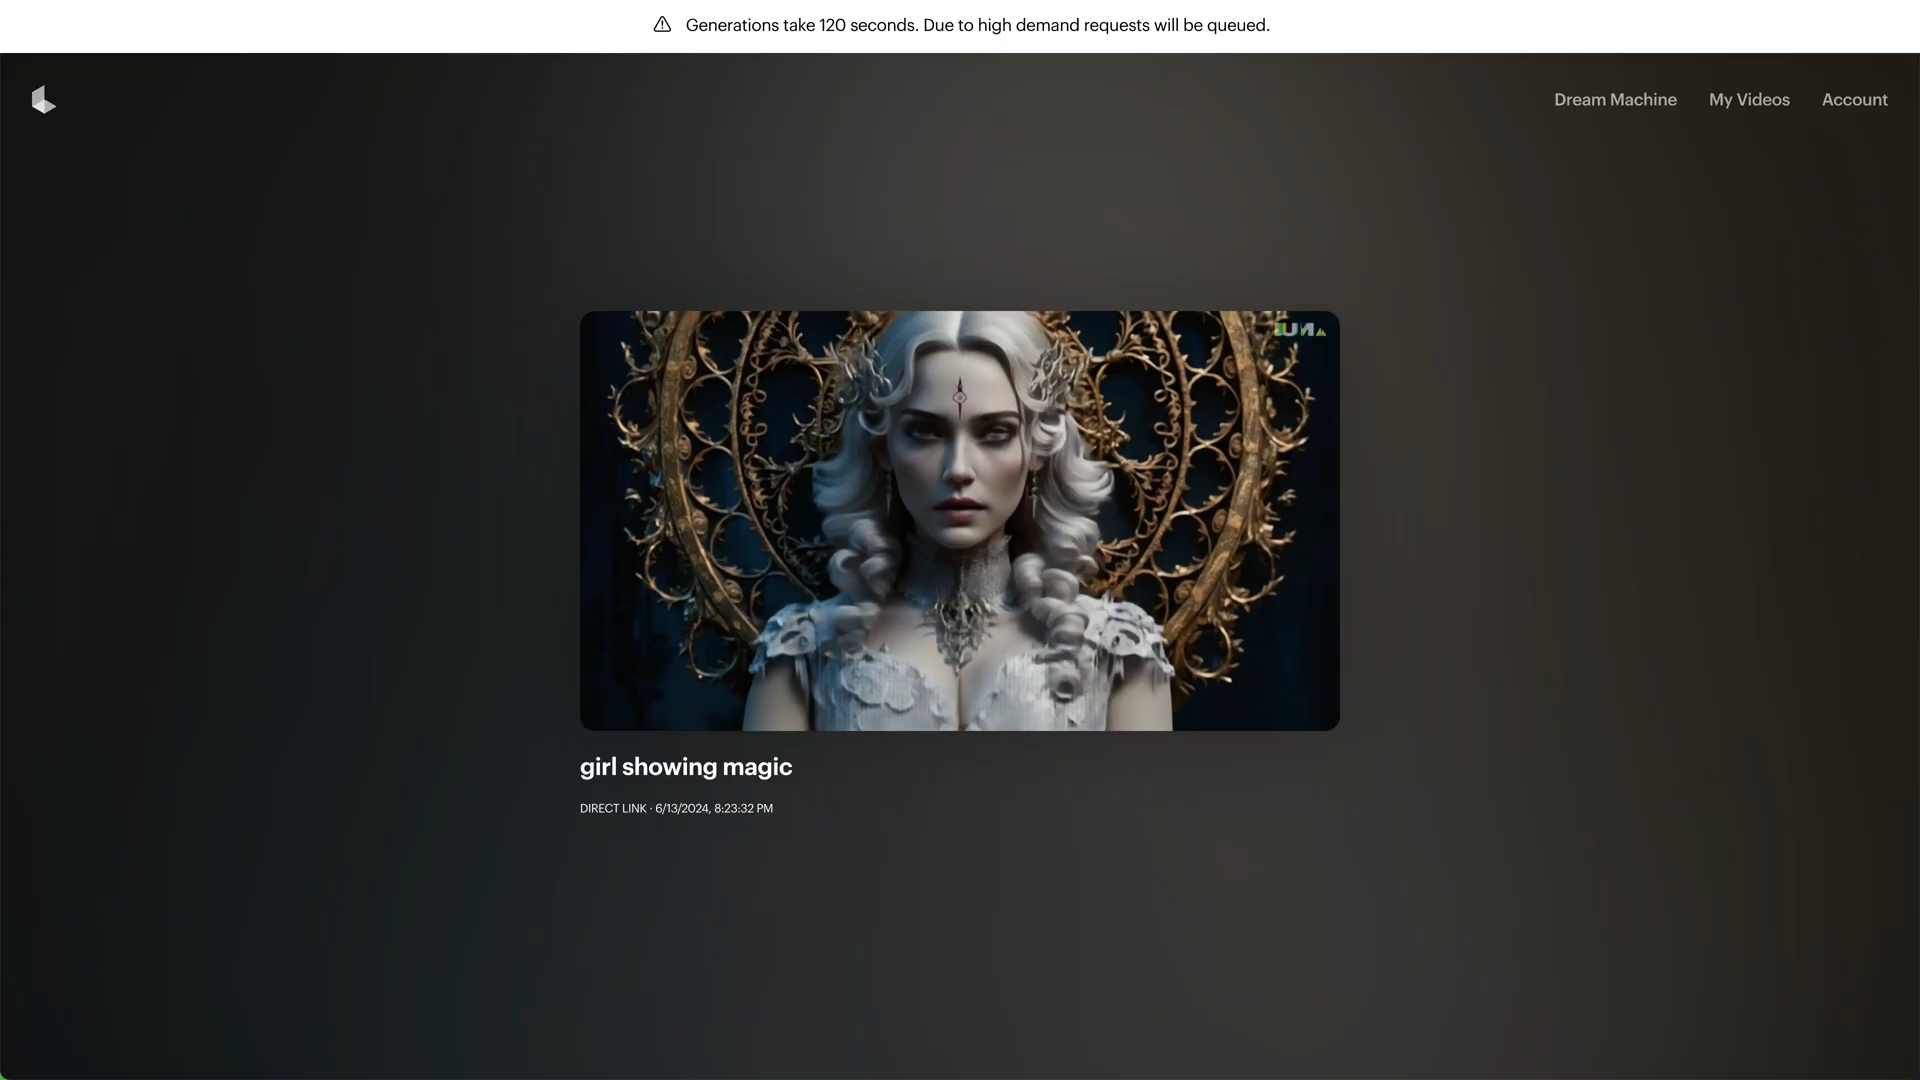 Generations take 120 seconds. Due to high demand requests will be queued.
Dream Machine My Videos Account
girl showing magic
DIRECT LINK · 6/13/2024, 8:23:32 PM